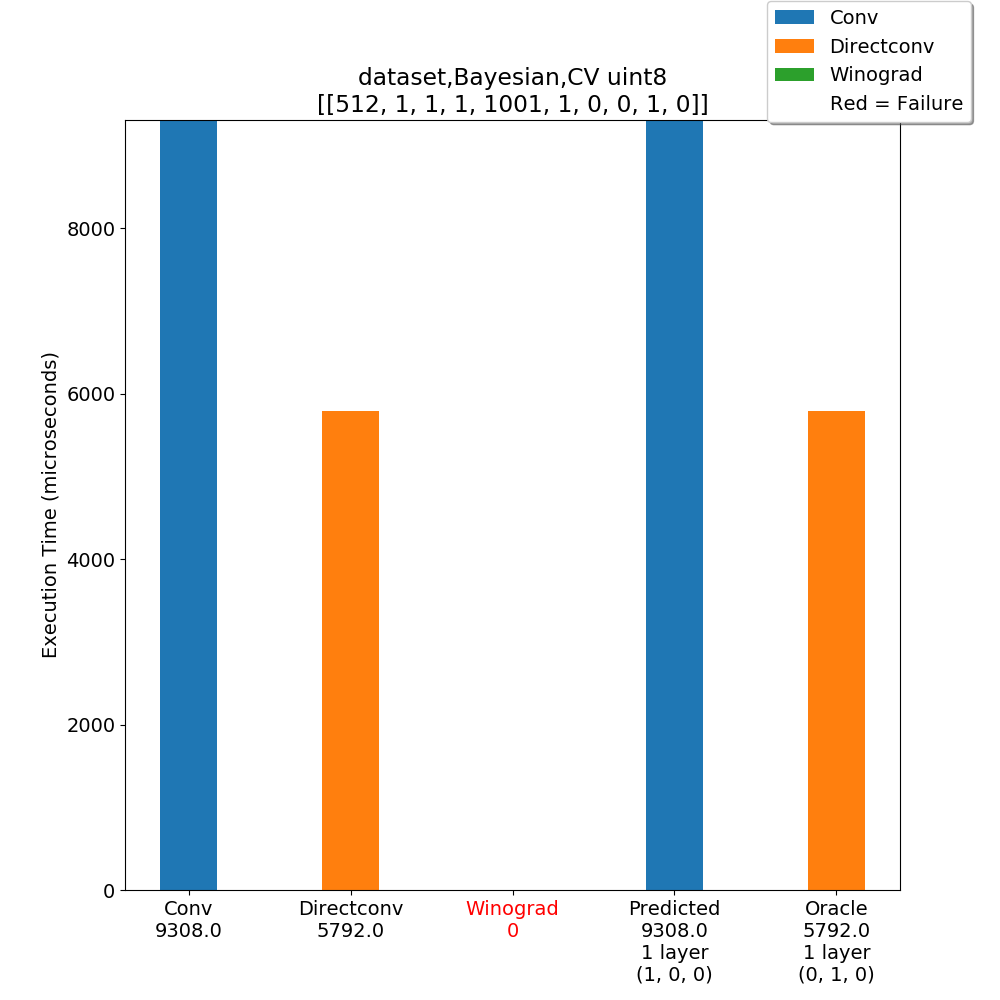 Conv
Directconv
Winograd
Red = Failure
dataset,Bayesian,CV uint8
[[512, 1, 1, 1, 1001, 1, 0, 0, 1, 0]]
Execution Time (microseconds)
8000
6000
4000
2000
0
Conv
9308.0
Directconv
5792.0
Winograd
0
Predicted
9308.0
1 layer
(1, 0, 0)
Oracle
5792.0
1 layer
(0, 1, 0)